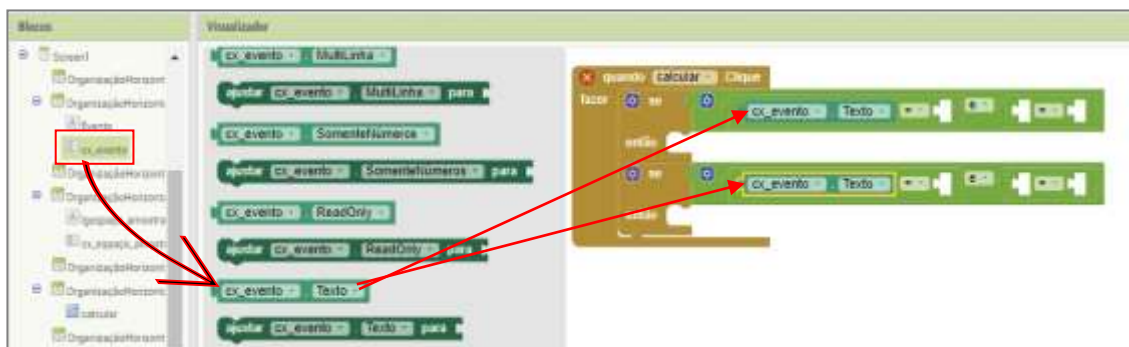 Blocos
Visualizador
Screen1
OrganizaçãoHorizont
OrganizaçãoHorizont
Evento
cx_evento
OrganizaçãoHorizont
OrganizaçãoHorizont
OrganizaçãoHorizont
OrganizaçãoHorizont
calcular
OrganizaçãoHorizont
cx_evento . MultiLinha
ajustar cx_evento . MultiLinha para
cx_evento . SomenteNúmeros
ajustar cx_evento . SomenteNúmeros para
cx_evento . ReadOnly
ajustar cx_evento . ReadOnly para
cx_evento . Texto
ajustar cx_evento . Texto para
quando calcular . Clique
fazer se cx_evento . Texto = e =
então
se cx_evento . Texto = e =
então